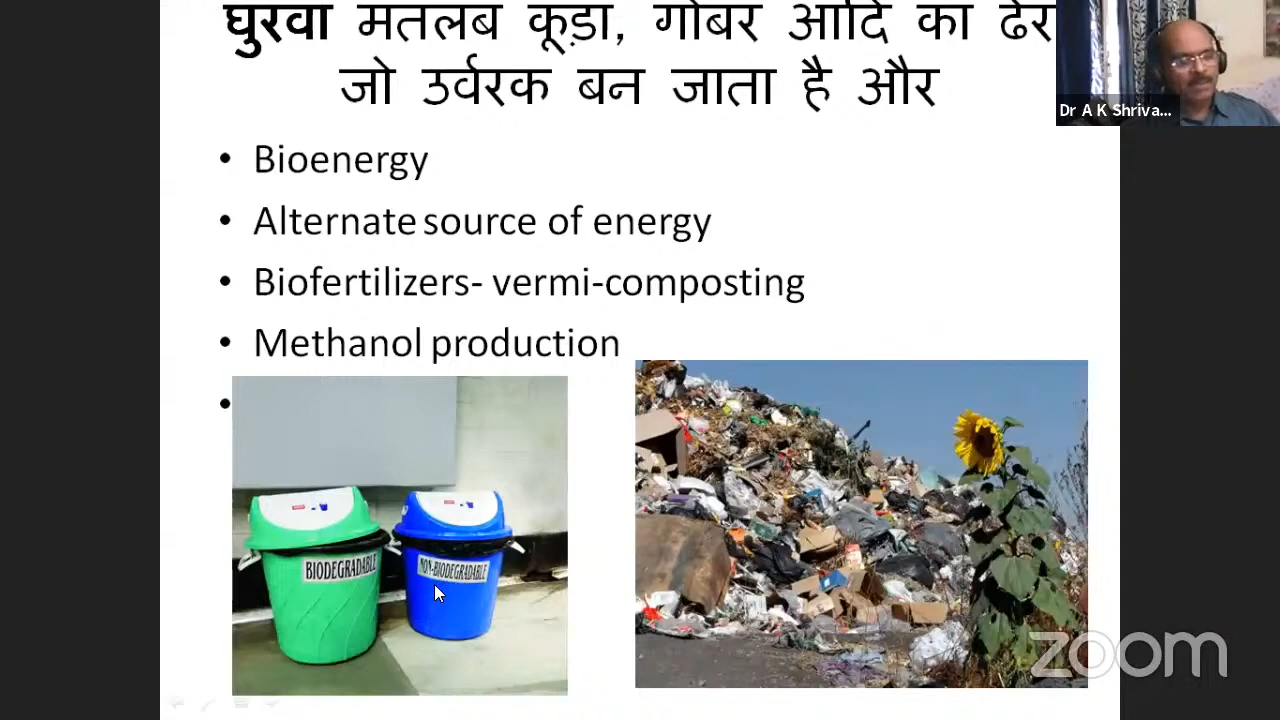 घुरवा मतलब कूड़ा, गोबर आदि का ढेर
जो उर्वरक बन जाता है और
Dr A K Shriva...
• Bioenergy
• Alternate source of energy
• Biofertilizers- vermi-composting
• Methanol production
•
BIODEGRADABLE
NON-BIODEGRADABLE
zoom